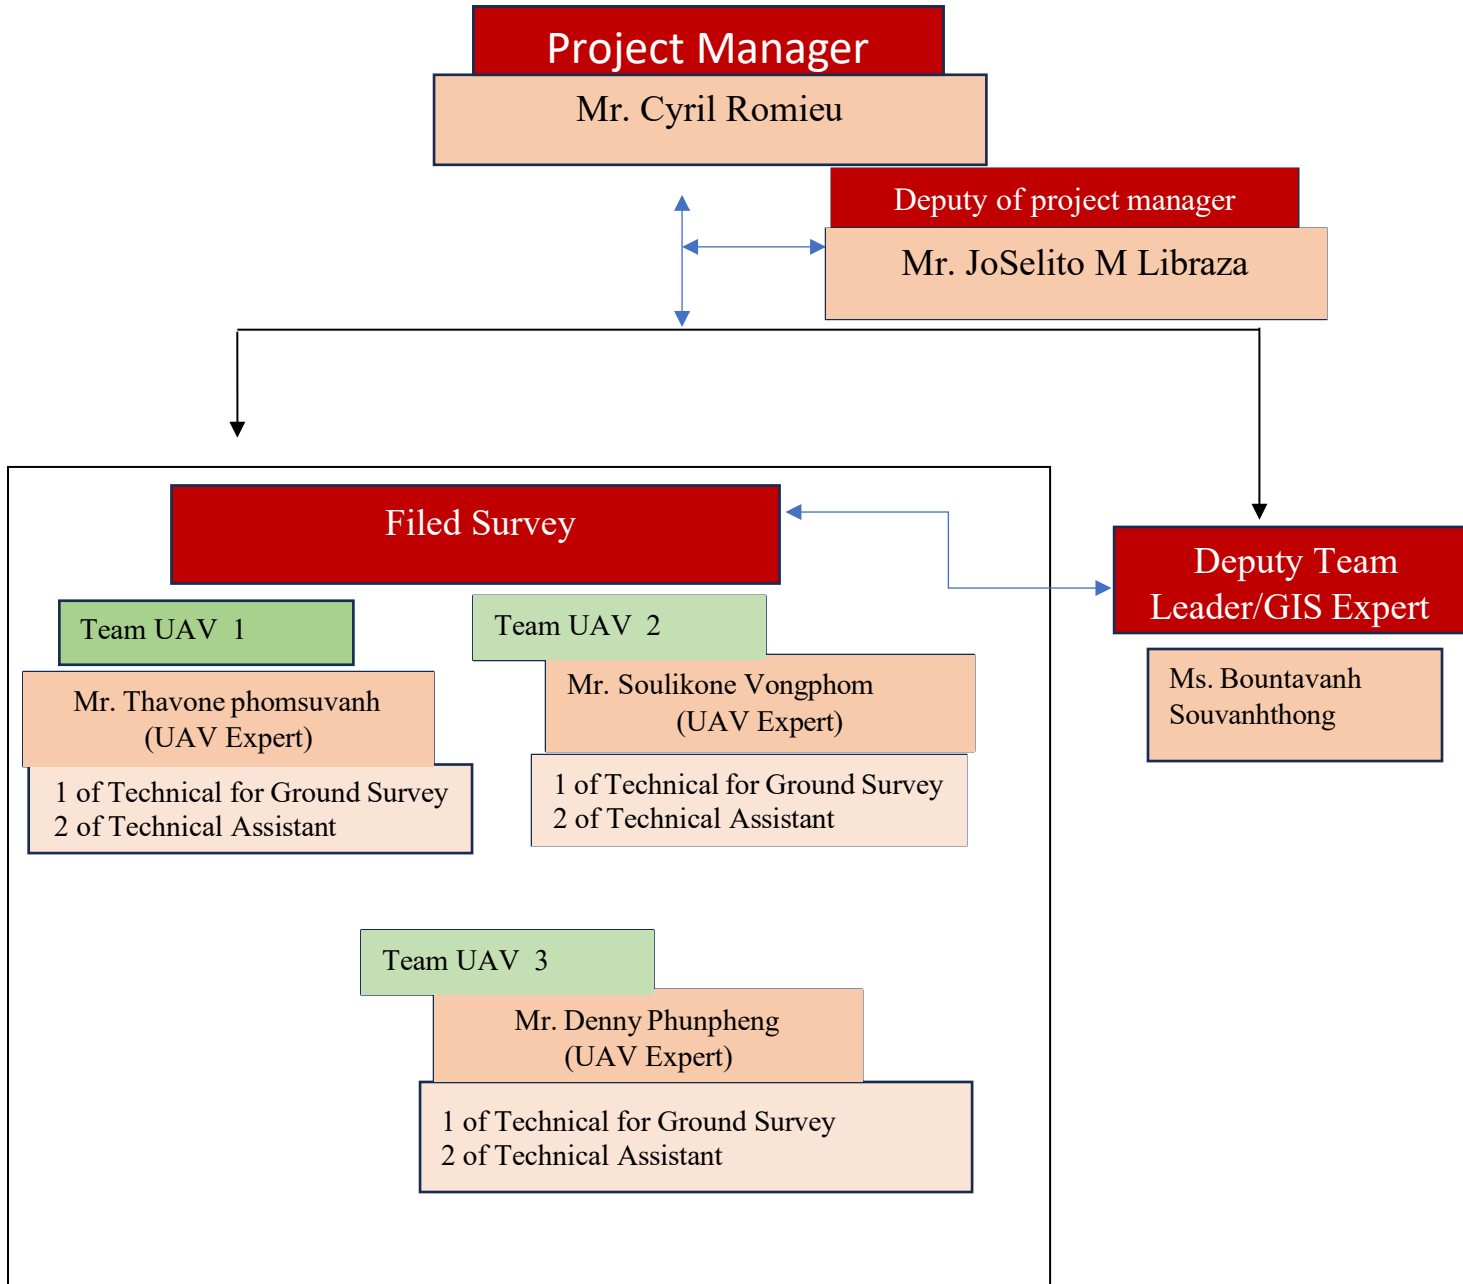 Project Manager
Mr. Cyril Romieu
Deputy of project manager
Mr. JoSelito M Libraza
Filed Survey
Deputy Team
Leader/GIS Expert
Ms. Bountavanh
Souvanhthong
Team UAV 1
Mr. Thavone phomsuvanh
(UAV Expert)
1 of Technical for Ground Survey
2 of Technical Assistant
Team UAV 2
Mr. Soulikone Vongphom
(UAV Expert)
1 of Technical for Ground Survey
2 of Technical Assistant
Team UAV 3
Mr. Denny Phunpheng
(UAV Expert)
1 of Technical for Ground Survey
2 of Technical Assistant